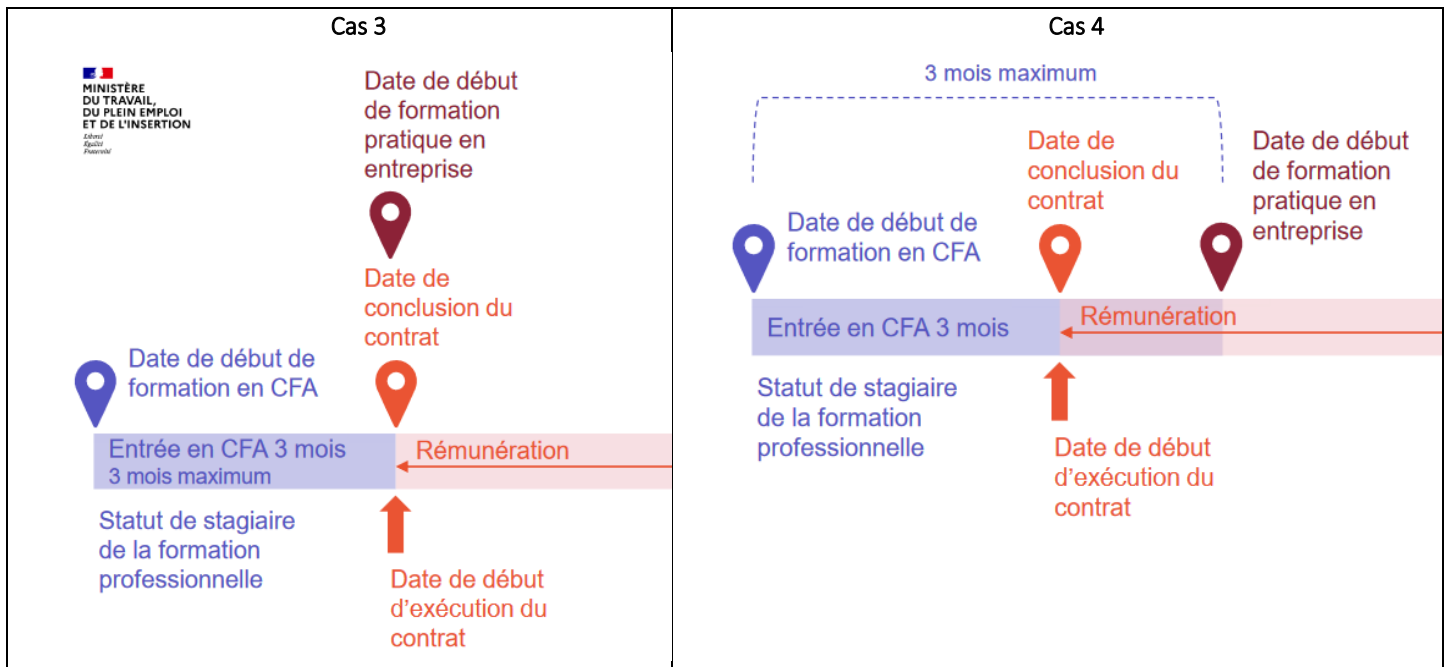 Cas 3
MINISTÈRE
DU TRAVAIL,
DU PLEIN EMPLOI
ET DE L'INSERTION
Liberté
Égalité
Fraternité
Date de début
de formation
pratique en
entreprise
Date de
conclusion du
contrat
Date de début de
formation en CFA
Entrée en CFA 3 mois
3 mois maximum
Rémunération
Statut de stagiaire
de la formation
professionnelle
Date de début
d'exécution du
contrat
Cas 4
3 mois maximum
Date de
conclusion du
contrat
Date de début
de formation
pratique en
entreprise
Date de début de
formation en CFA
Entrée en CFA 3 mois
Rémunération
Statut de stagiaire
de la formation
professionnelle
Date de début
d'exécution du
contrat